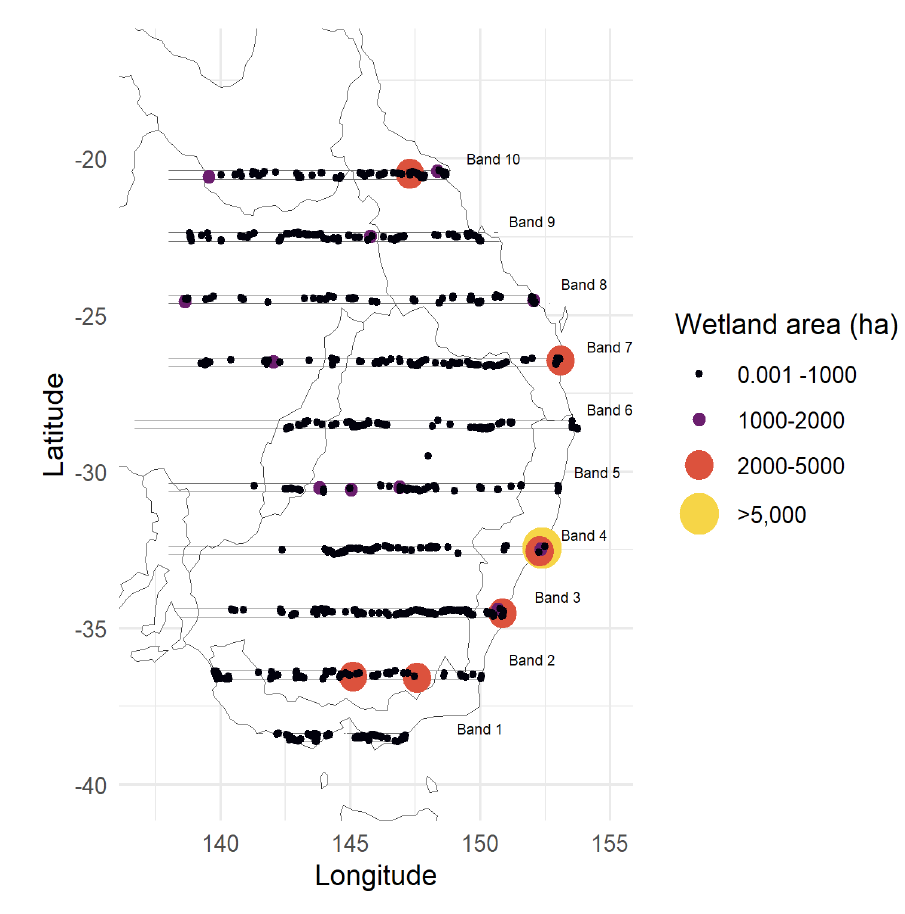 Band 10
-20
Band 9
Band 8
-25
Wetland area (ha)
Band 7
0.001 -1000
Band 6
1000-2000
Latitude
2000-5000
-30
Band 5
>5,000
Band 4
Band 3
-35
Band 2
Band 1
-40
140 145 150 155
Longitude